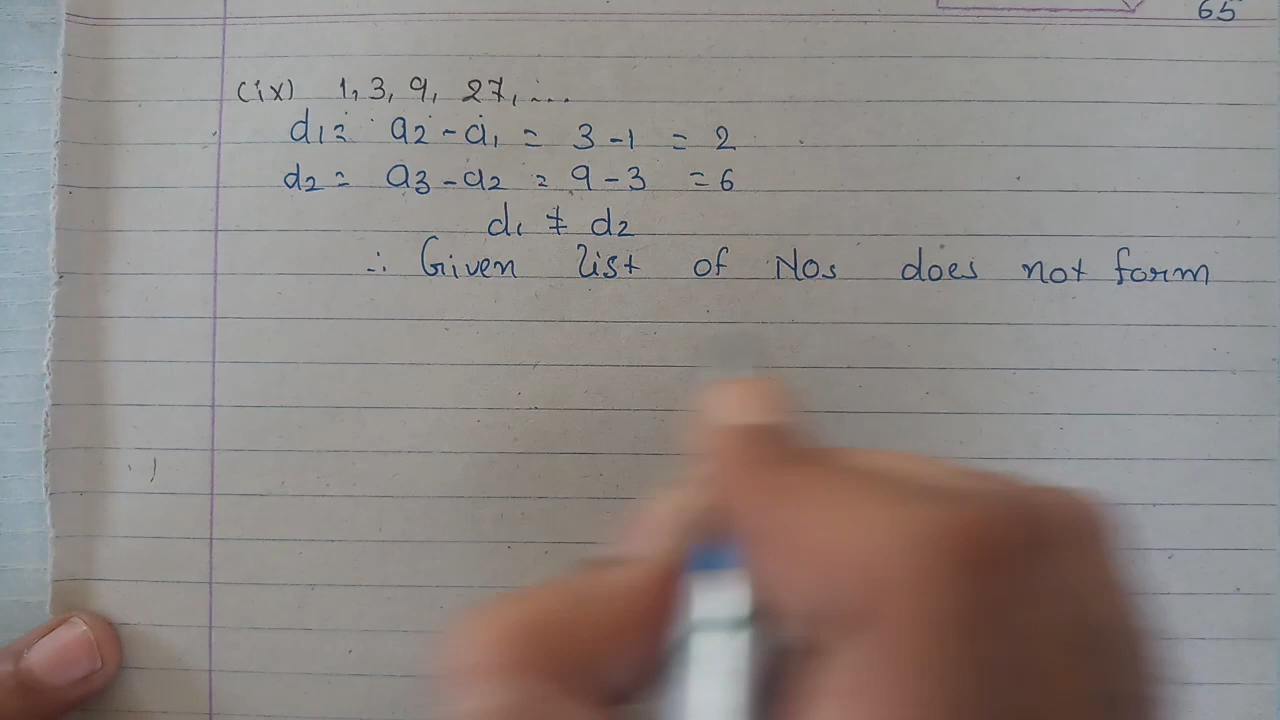 65
(ix) 1, 3, 9, 27, ...
d1 = a2 - a1 = 3 - 1 = 2
d2 = a3 - a2 = 9 - 3 = 6
d1 ≠ d2
∴ Given list of Nos does not form